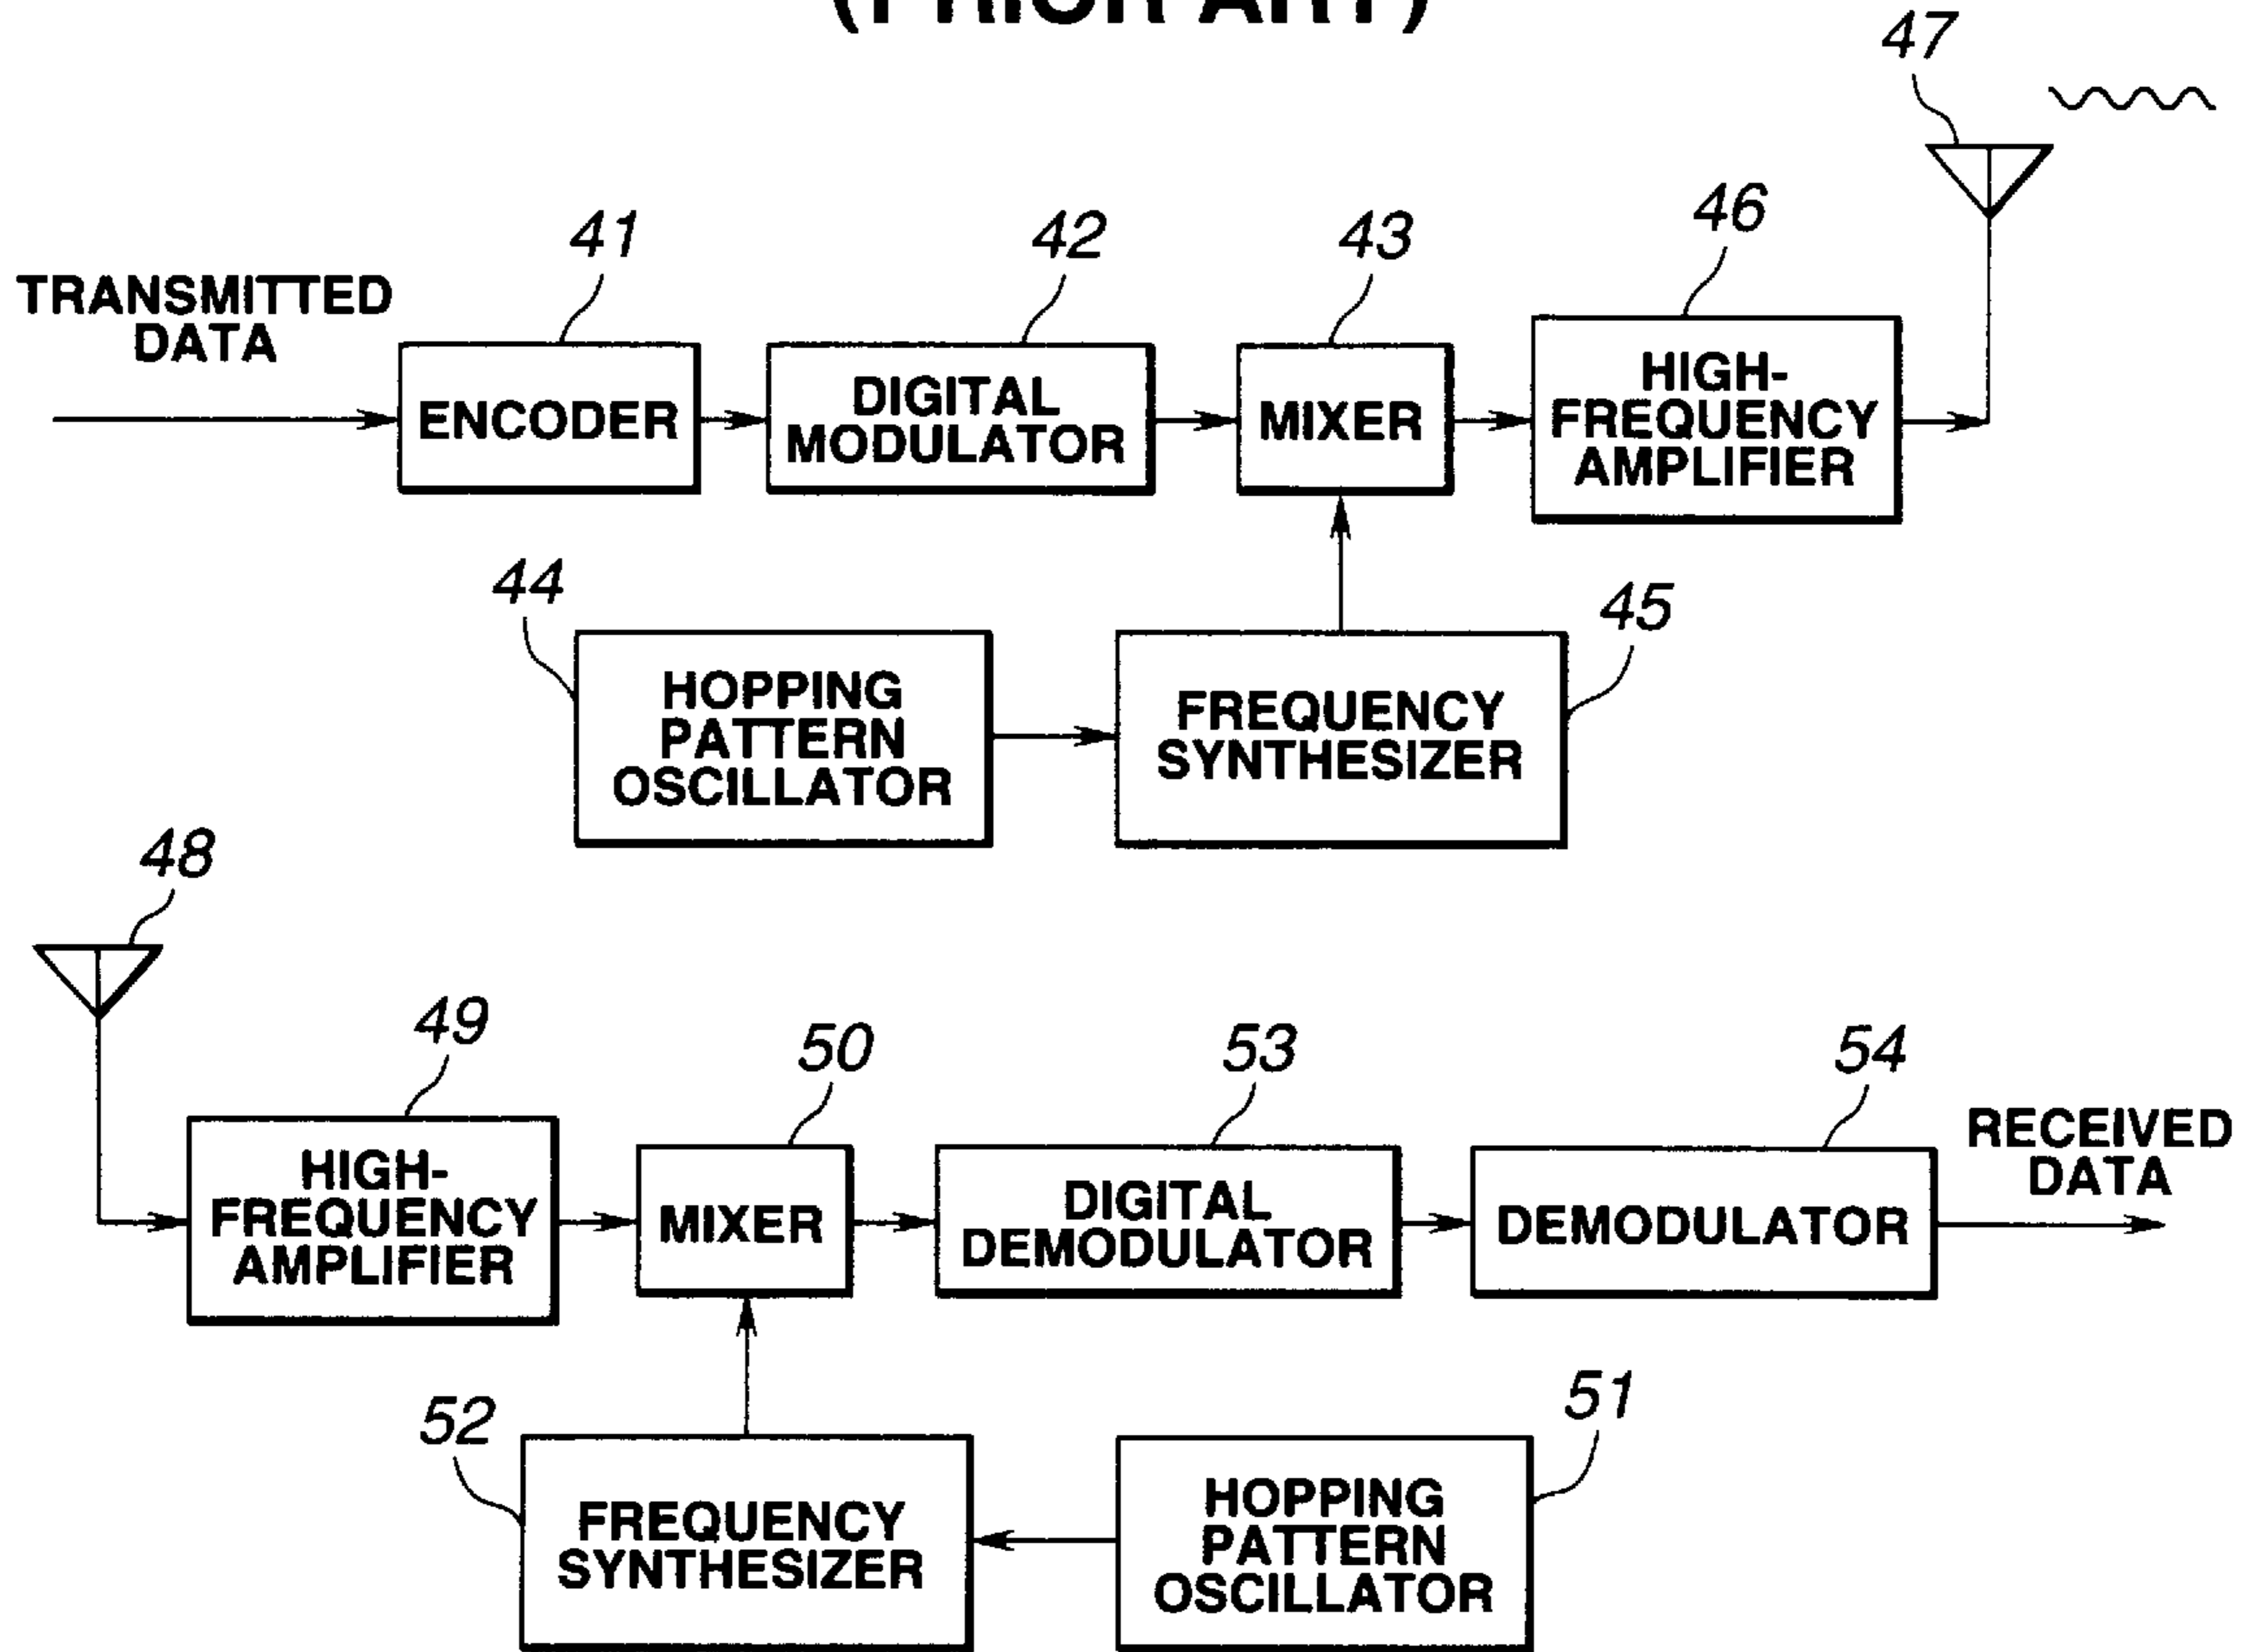 (PRIOR ART)
47
46
41
42
43
TRANSMITTED
DATA
ENCODER
DIGITAL
MODULATOR
MIXER
HIGH-
FREQUENCY
AMPLIFIER
44
45
HOPPING
PATTERN
OSCILLATOR
FREQUENCY
SYNTHESIZER
48
49
50
53
54
HIGH-
FREQUENCY
AMPLIFIER
MIXER
DIGITAL
DEMODULATOR
DEMODULATOR
RECEIVED
DATA
52
51
FREQUENCY
SYNTHESIZER
HOPPING
PATTERN
OSCILLATOR